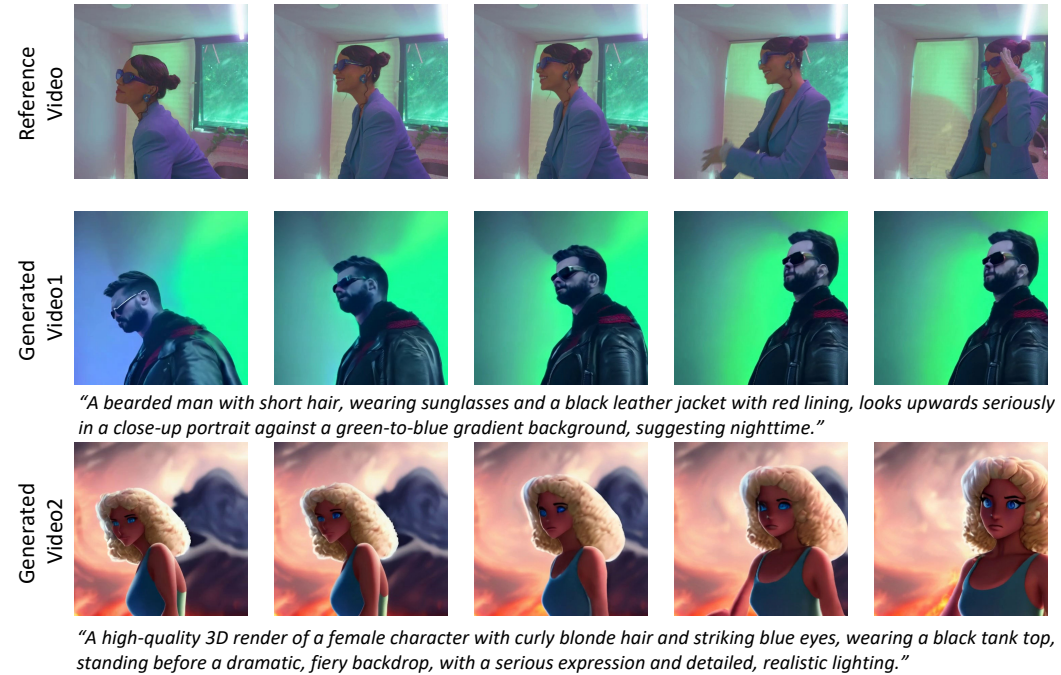 Reference
Video
Generated
Video1
“A bearded man with short hair, wearing sunglasses and a black leather jacket with red lining, looks upwards seriously
in a close-up portrait against a green-to-blue gradient background, suggesting nighttime.”
Generated
Video2
“A high-quality 3D render of a female character with curly blonde hair and striking blue eyes, wearing a black tank top,
standing before a dramatic, fiery backdrop, with a serious expression and detailed, realistic lighting.”